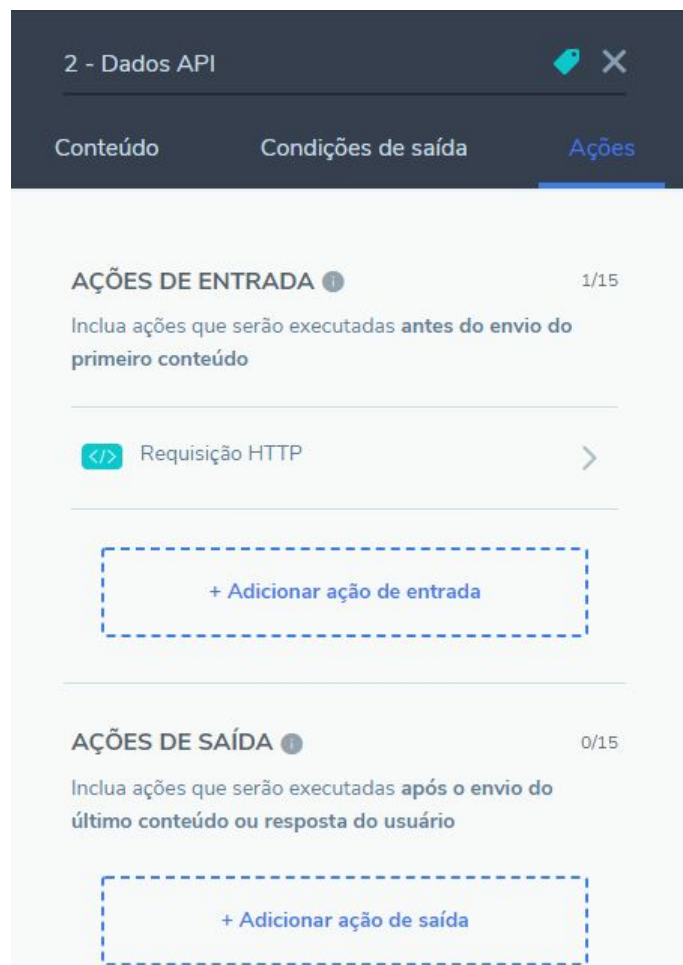 2 - Dados API
Conteúdo Condições de saída Ações
AÇÕES DE ENTRADA 1/15
Inclua ações que serão executadas antes do envio do
primeiro conteúdo
</> Requisição HTTP
+ Adicionar ação de entrada
AÇÕES DE SAÍDA 0/15
Inclua ações que serão executadas após o envio do
último conteúdo ou resposta do usuário
+ Adicionar ação de saída